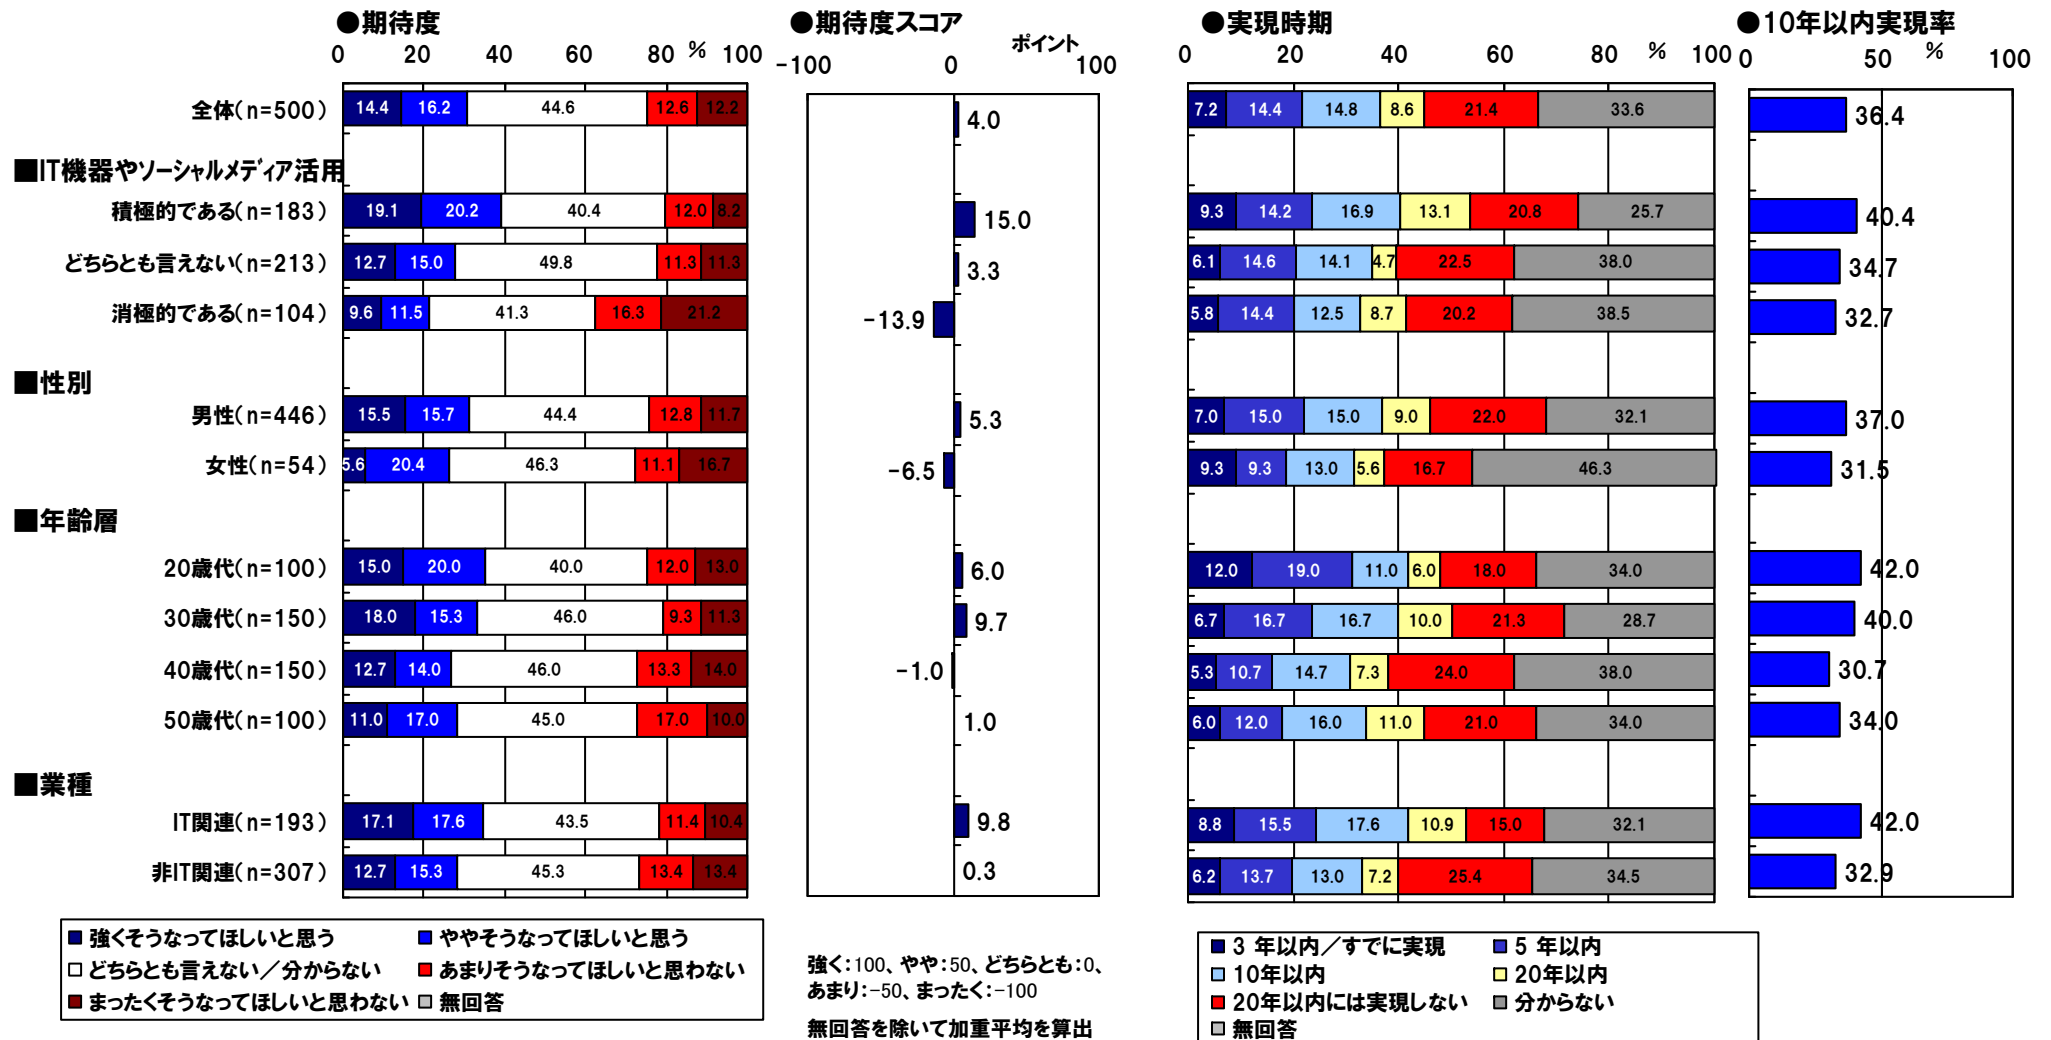 ●期待度 ●期待度スコア ●実現時期 ●10年以内実現率
0 20 40 60 80 % 100 -100 0 ポイント 100 0 20 40 60 80 % 100 0 50 % 100
全体(n=500) 14.4 16.2 44.6 12.6 12.2 4.0 7.2 14.4 14.8 8.6 21.4 33.6 36.4
■IT機器やソーシャルメディア活用
積極的である(n=183) 19.1 20.2 40.4 12.0 8.2 15.0 9.3 14.2 16.9 13.1 20.8 25.7 40.4
どちらとも言えない(n=213) 12.7 15.0 49.8 11.3 11.3 3.3 6.1 14.6 14.1 4.7 22.5 38.0 34.7
消極的である(n=104) 9.6 11.5 41.3 16.3 21.2 -13.9 5.8 14.4 12.5 8.7 20.2 38.5 32.7
■性別
男性(n=446) 15.5 15.7 44.4 12.8 11.7 5.3 7.0 15.0 15.0 9.0 22.0 32.1 37.0
女性(n=54) 5.6 20.4 46.3 11.1 16.7 -6.5 9.3 9.3 13.0 5.6 16.7 46.3 31.5
■年齢層
20歳代(n=100) 15.0 20.0 40.0 12.0 13.0 6.0 12.0 19.0 11.0 6.0 18.0 34.0 42.0
30歳代(n=150) 18.0 15.3 46.0 9.3 11.3 9.7 6.7 16.7 16.7 10.0 21.3 28.7 40.0
40歳代(n=150) 12.7 14.0 46.0 13.3 14.0 -1.0 5.3 10.7 14.7 7.3 24.0 38.0 30.7
50歳代(n=100) 11.0 17.0 45.0 17.0 10.0 1.0 6.0 12.0 16.0 11.0 21.0 34.0 34.0
■業種
IT関連(n=193) 17.1 17.6 43.5 11.4 10.4 9.8 8.8 15.5 17.6 10.9 15.0 32.1 42.0
非IT関連(n=307) 12.7 15.3 45.3 13.4 13.4 0.3 6.2 13.7 13.0 7.2 25.4 34.5 32.9
強くそうなってほしいと思う ややそうなってほしいと思う
どちらとも言えない／分からない あまりそうなってほしいと思わない
まったくそうなってほしいと思わない 無回答
強く:100、やや:50、どちらとも:0、
あまり:-50、まったく:-100
無回答を除いて加重平均を算出
3 年以内／すでに実現 5 年以内
10年以内 20年以内
20年以内には実現しない 分からない
無回答